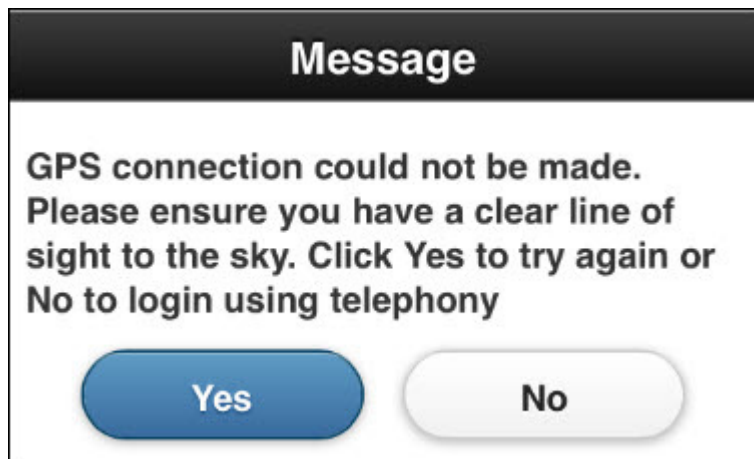 Message
GPS connection could not be made.
Please ensure you have a clear line of
sight to the sky. Click Yes to try again or
No to login using telephony
Yes No